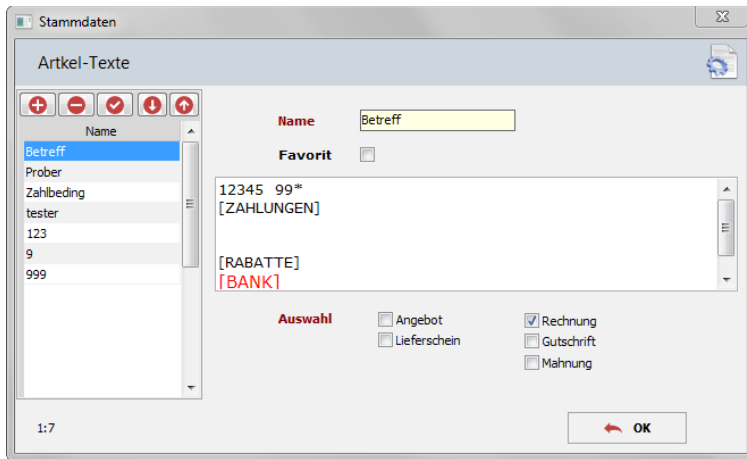 Stammdaten
Artkel-Texte
Name
Betreff
Prober
Zahlbeding
tester
123
9
999
1:7
Name
Betreff
Favorit
12345 99*
[ZAHLUNGEN]
[RABATTE]
[BANK]
Auswahl
Angebot
Rechnung
Lieferschein
Gutschrift
Mahnung
OK